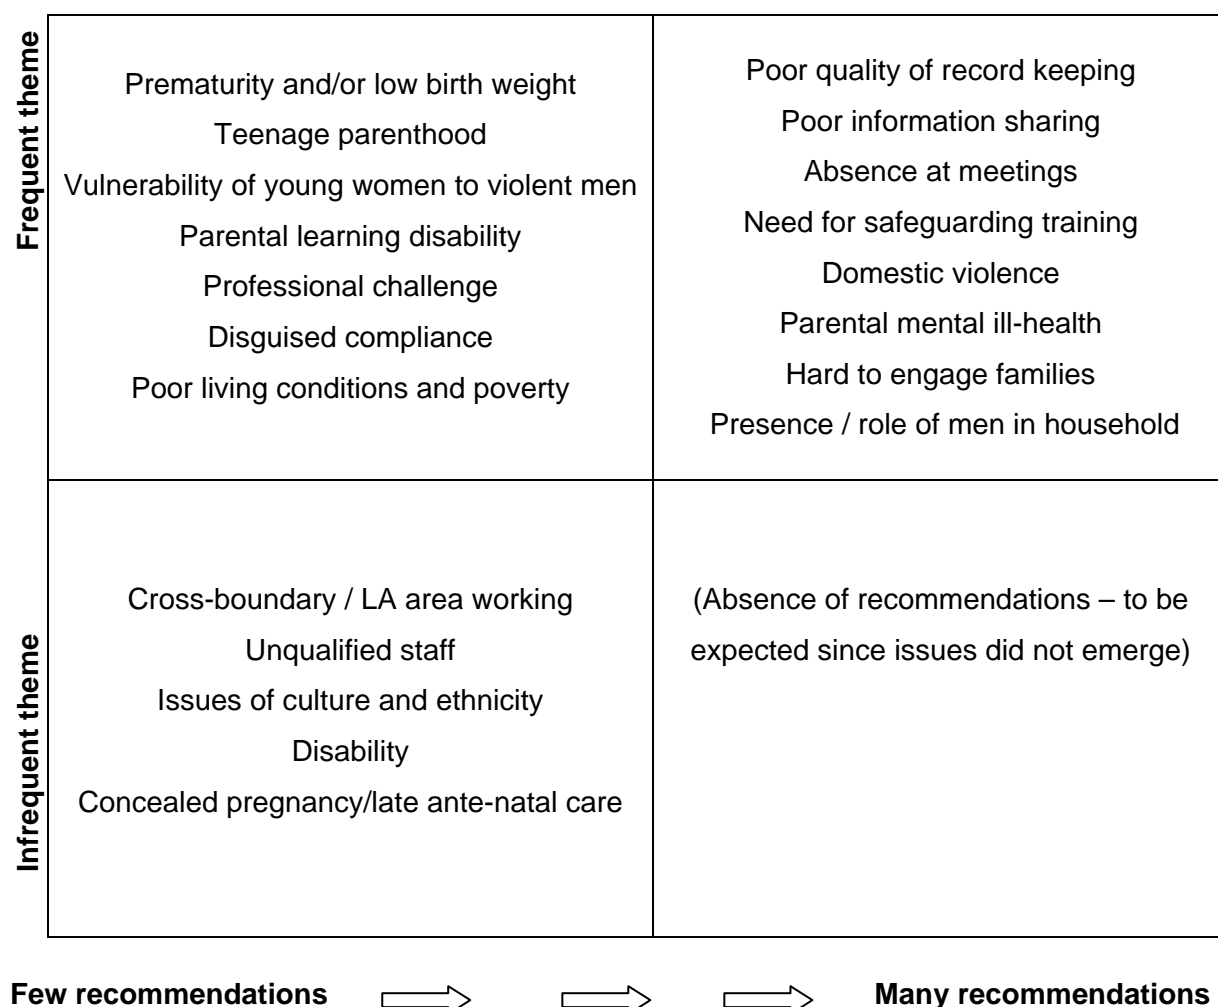 Frequent theme
Prematurity and/or low birth weight
Teenage parenthood
Vulnerability of young women to violent men
Parental learning disability
Professional challenge
Disguised compliance
Poor living conditions and poverty
Poor quality of record keeping
Poor information sharing
Absence at meetings
Need for safeguarding training
Domestic violence
Parental mental ill-health
Hard to engage families
Presence / role of men in household
Infrequent theme
Cross-boundary / LA area working
Unqualified staff
Issues of culture and ethnicity
Disability
Concealed pregnancy/late ante-natal care
(Absence of recommendations – to be
expected since issues did not emerge)
Few recommendations
Many recommendations